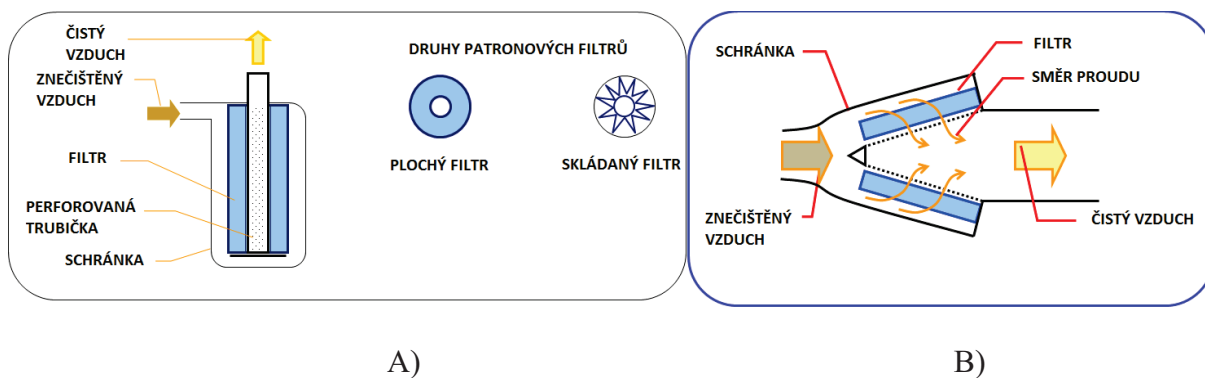 ČISTÝ
VZDUCH
ZNEČIŠTĚNÝ
VZDUCH
FILTR
PERFOROVANÁ
TRUBIČKA
SCHRÁNKA
DRUHY PATRONOVÝCH FILTRŮ
PLOCHÝ FILTR
SKLÁDANÝ FILTR
SCHRÁNKA
FILTR
SMĚR PROUDU
ZNEČIŠTĚNÝ
VZDUCH
ČISTÝ VZDUCH
A)
B)